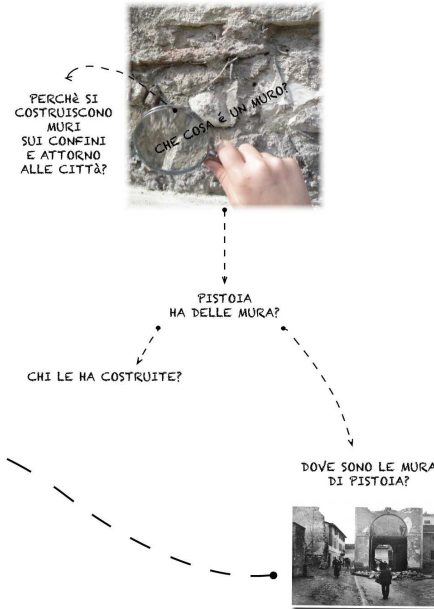 CHE COSA é UN MURO?
PERCHè SI
COSTRUISCONO
MURI
SUI CONFINI
E ATTORNO
ALLE CITTà?
PISTOIA
HA DELLE MURA?
CHI LE HA COSTRUITE?
DOVE SONO LE MURA
DI PISTOIA?